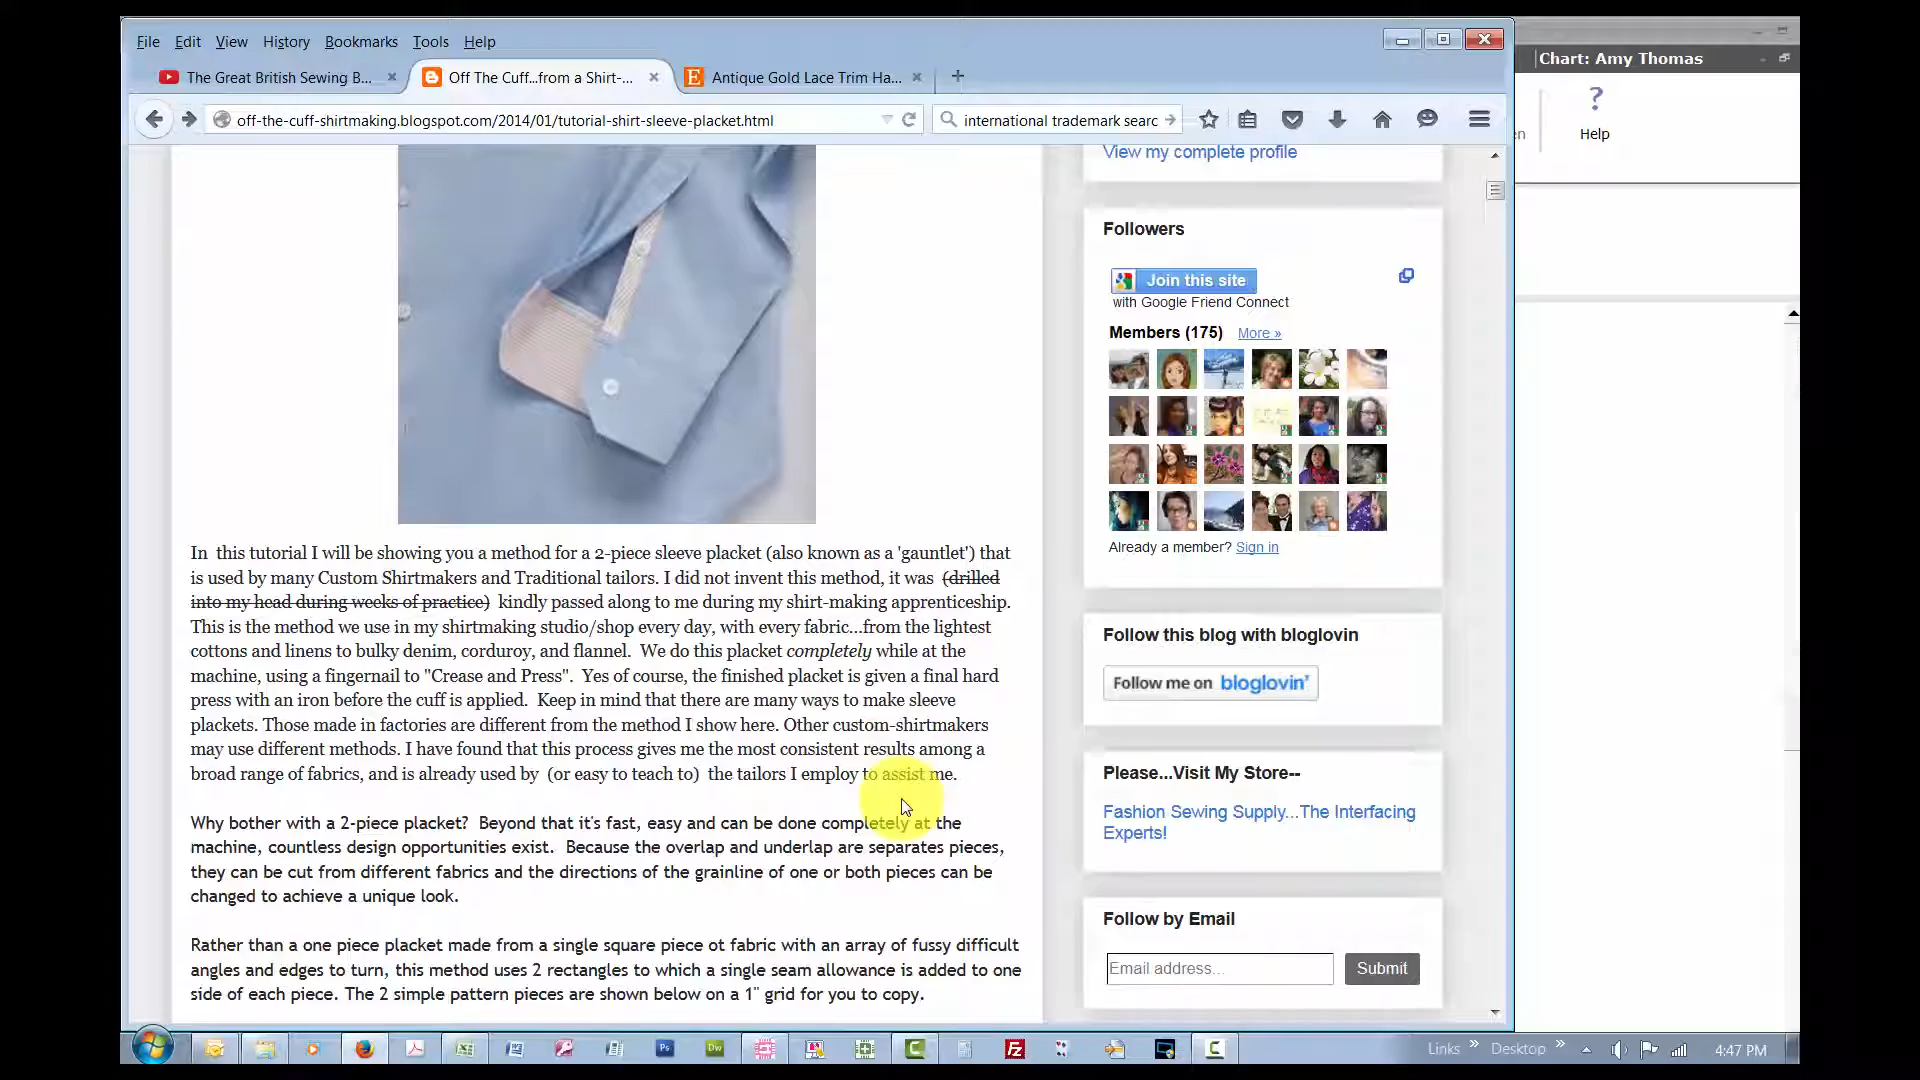 File Edit View History Bookmarks Tools Help
Chart: Amy Thomas
The Great British Sewing B... Off The Cuff...from a Shirt-... Antique Gold Lace Trim Ha...
off-the-cuff-shirtmaking.blogspot.com/2014/01/tutorial-shirt-sleeve-placket.html international trademark searc
Help
View my complete profile
Followers
Join this site
with Google Friend Connect
Members (175) More »
Already a member? Sign in
In this tutorial I will be showing you a method for a 2-piece sleeve placket (also known as a 'gauntlet') that
is used by many Custom Shirtmakers and Traditional tailors. I did not invent this method, it was (drilled
into my head during weeks of practice) kindly passed along to me during my shirt-making apprenticeship.
This is the method we use in my shirtmaking studio/shop every day, with every fabric...from the lightest
cottons and linens to bulky denim, corduroy, and flannel. We do this placket completely while at the
machine, using a fingernail to "Crease and Press". Yes of course, the finished placket is given a final hard
press with an iron before the cuff is applied. Keep in mind that there are many ways to make sleeve
plackets. Those made in factories are different from the method I show here. Other custom-shirtmakers
may use different methods. I have found that this process gives me the most consistent results among a
broad range of fabrics, and is already used by (or easy to teach to) the tailors I employ to assist me.
Why bother with a 2-piece placket? Beyond that it's fast, easy and can be done completely at the
machine, countless design opportunities exist. Because the overlap and underlap are separates pieces,
they can be cut from different fabrics and the directions of the grainline of one or both pieces can be
changed to achieve a unique look.
Rather than a one piece placket made from a single square piece of fabric with an array of fussy difficult
angles and edges to turn, this method uses 2 rectangles to which a single seam allowance is added to one
side of each piece. The 2 simple pattern pieces are shown below on a 1" grid for you to copy.
Follow this blog with bloglovin
Follow me on bloglovin'
Please...Visit My Store--
Fashion Sewing Supply...The Interfacing
Experts!
Follow by Email
Email address... Submit
Links Desktop 4:47 PM